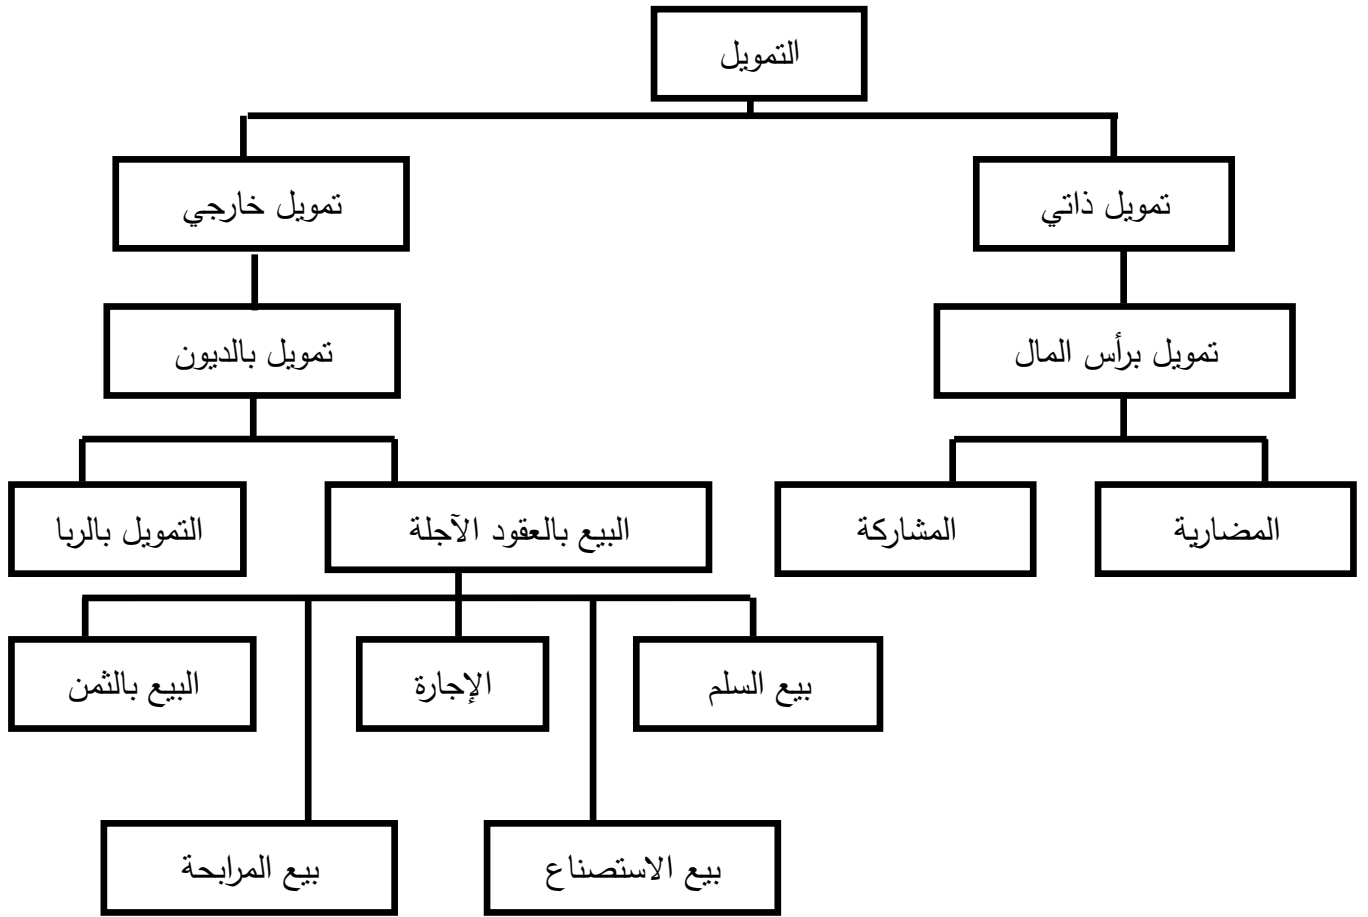 التمويل
تمويل ذاتي
تمويل خارجي
تمويل برأس المال
تمويل بالديون
المضاربة
المشاركة
البيع بالعقود الآجلة
التمويل بالربا
بيع السلم
الإجارة
البيع بالثمن
بيع الاستصناع
بيع المرابحة